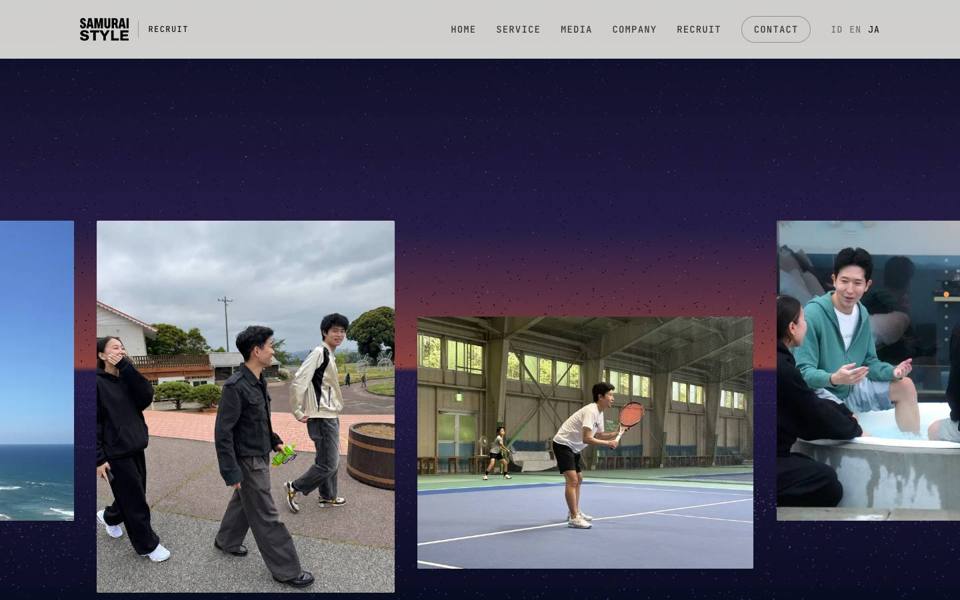 SAMURAI
STYLE
RECRUIT
HOME
SERVICE
MEDIA
COMPANY
RECRUIT
CONTACT
ID EN JA